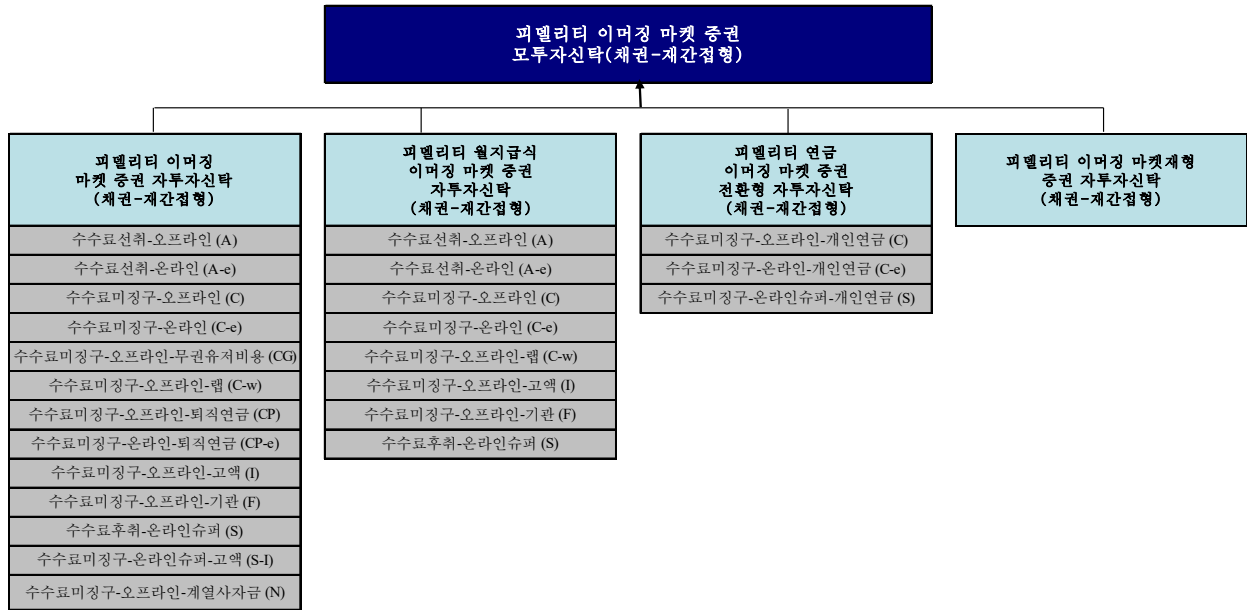 피델리티 이머징 마켓 증권
모투자신탁(채권-재간접형)
피델리티 이머징
마켓 증권 자투자신탁
(채권-재간접형)
수수료선취-오프라인 (A)
수수료선취-온라인 (A-e)
수수료미징구-오프라인 (C)
수수료미징구-온라인 (C-e)
수수료미징구-오프라인-무권유저비용 (CG)
수수료미징구-오프라인-랩 (C-w)
수수료미징구-오프라인-퇴직연금 (CP)
수수료미징구-온라인-퇴직연금 (CP-e)
수수료미징구-오프라인-고액 (I)
수수료미징구-오프라인-기관 (F)
수수료후취-온라인슈퍼 (S)
수수료미징구-온라인슈퍼-고액 (S-I)
수수료미징구-오프라인-계열사자금 (N)
피델리티 월지급식
이머징 마켓 증권
자투자신탁
(채권-재간접형)
수수료선취-오프라인 (A)
수수료선취-온라인 (A-e)
수수료미징구-오프라인 (C)
수수료미징구-온라인 (C-e)
수수료미징구-오프라인-랩 (C-w)
수수료미징구-오프라인-고액 (I)
수수료미징구-오프라인-기관 (F)
수수료후취-온라인슈퍼 (S)
피델리티 연금
이머징 마켓 증권
전환형 자투자신탁
(채권-재간접형)
수수료미징구-오프라인-개인연금 (C)
수수료미징구-온라인-개인연금 (C-e)
수수료미징구-온라인슈퍼-개인연금 (S)
피델리티 이머징 마켓재형
증권 자투자신탁
(채권-재간접형)